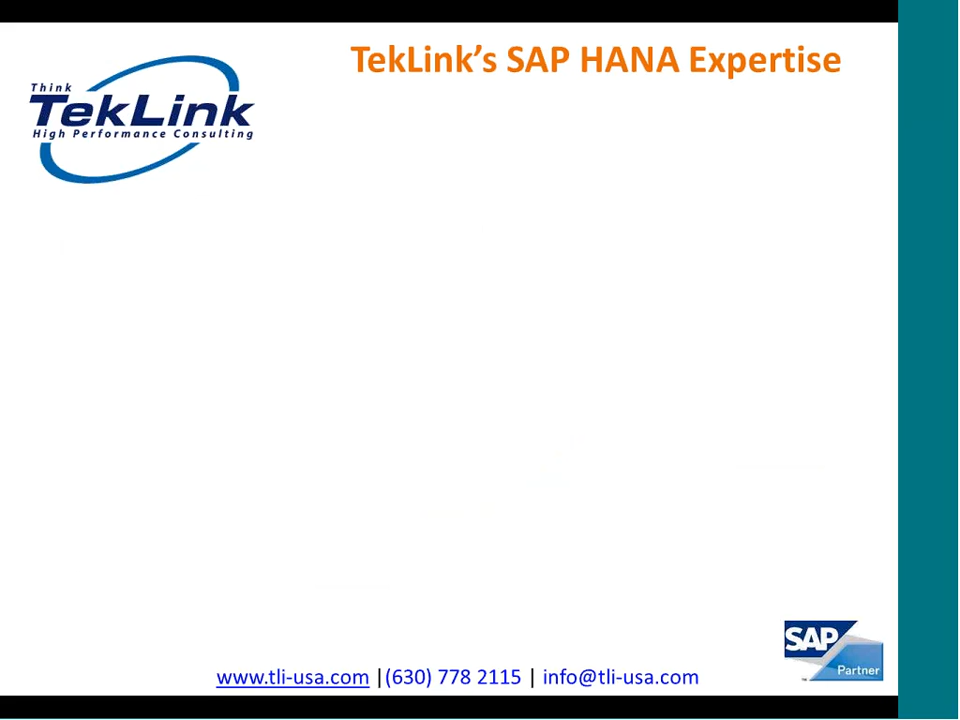 TekLink’s SAP HANA Expertise
Think
TekLink
High Performance Consulting
SAP
Partner
www.tli-usa.com |(630) 778 2115 | info@tli-usa.com